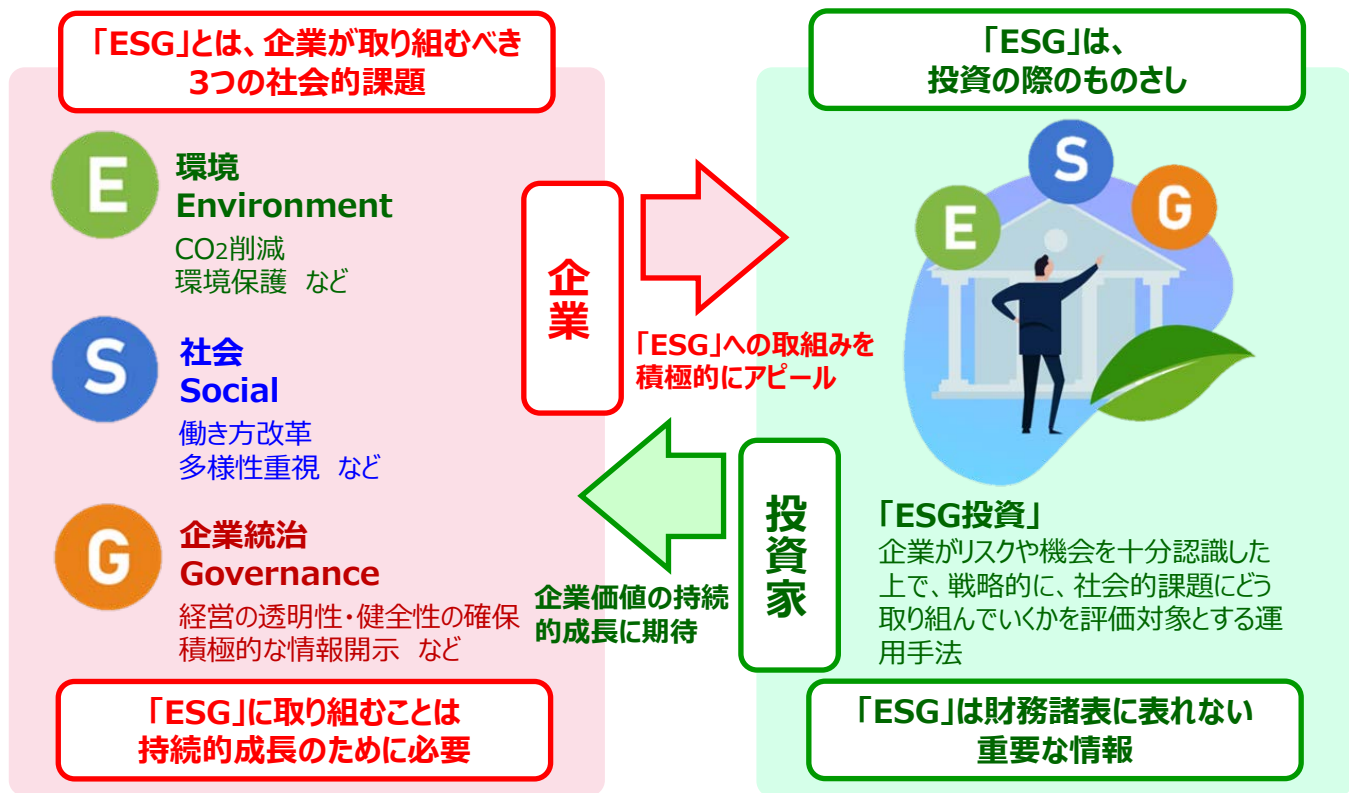 「ESG」とは、企業が取り組むべき
3つの社会的課題
E
環境
Environment
CO2削減
環境保護 など
S
社会
Social
働き方改革
多様性重視 など
G
企業統治
Governance
経営の透明性・健全性の確保
積極的な情報開示 など
「ESG」に取り組むことは
持続的成長のために必要
企業
「ESG」への取組みを
積極的にアピール
投資家
企業価値の持続
的成長に期待
「ESG」は、
投資の際のものさし
E
S
G
「ESG投資」
企業がリスクや機会を十分認識した
上で、戦略的に、社会的課題にどう
取り組んでいくかを評価対象とする運
用手法
「ESG」は財務諸表に表れない
重要な情報